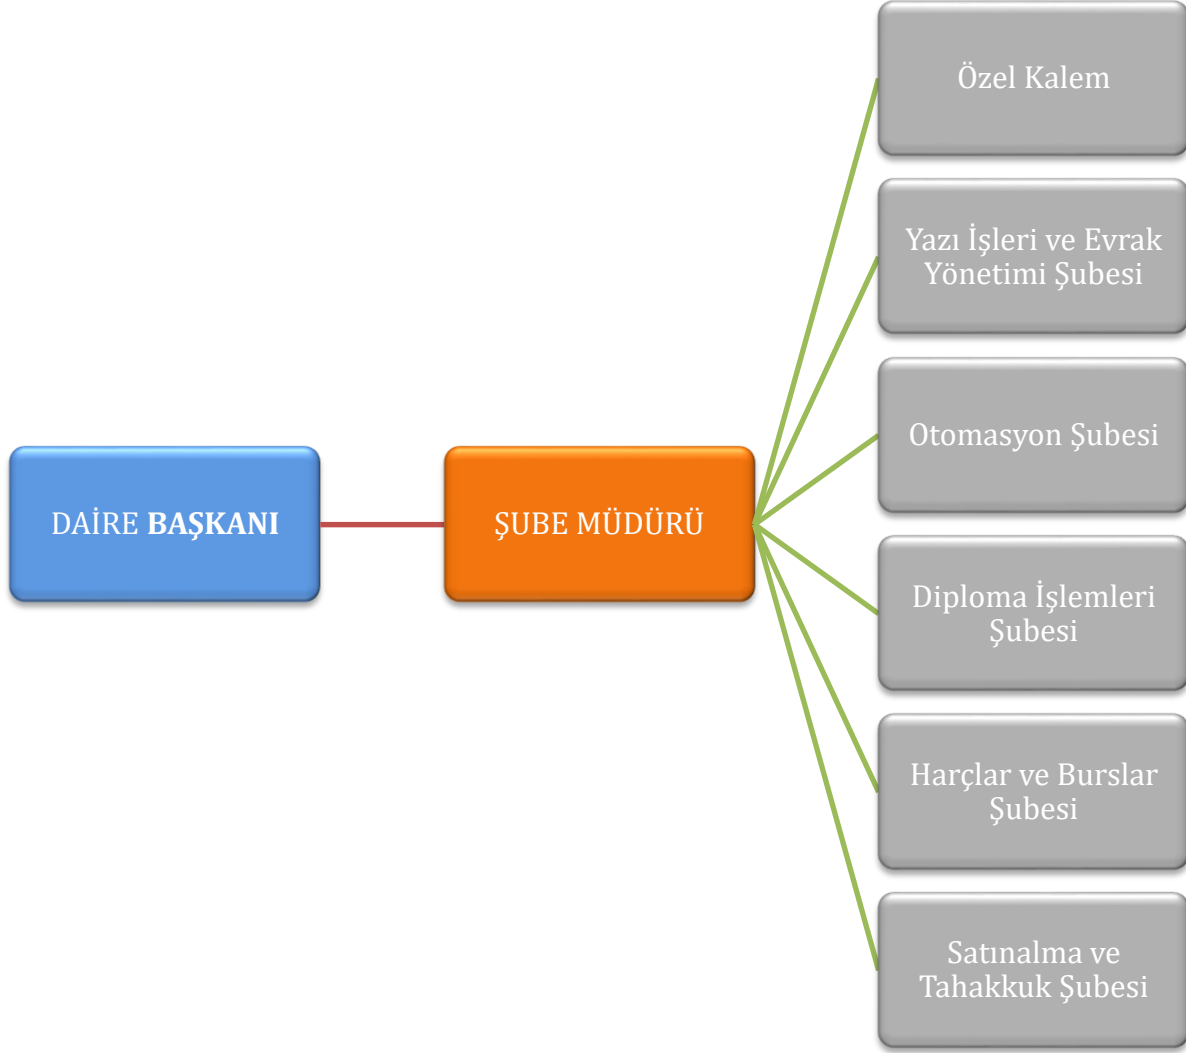 Özel Kalem
Yazı İşleri ve Evrak
Yönetimi Şubesi
Otomasyon Şubesi
DAİRE BAŞKANI
ŞUBE MÜDÜRÜ
Diploma İşlemleri
Şubesi
Harçlar ve Burslar
Şubesi
Satınalma ve
Tahakkuk Şubesi